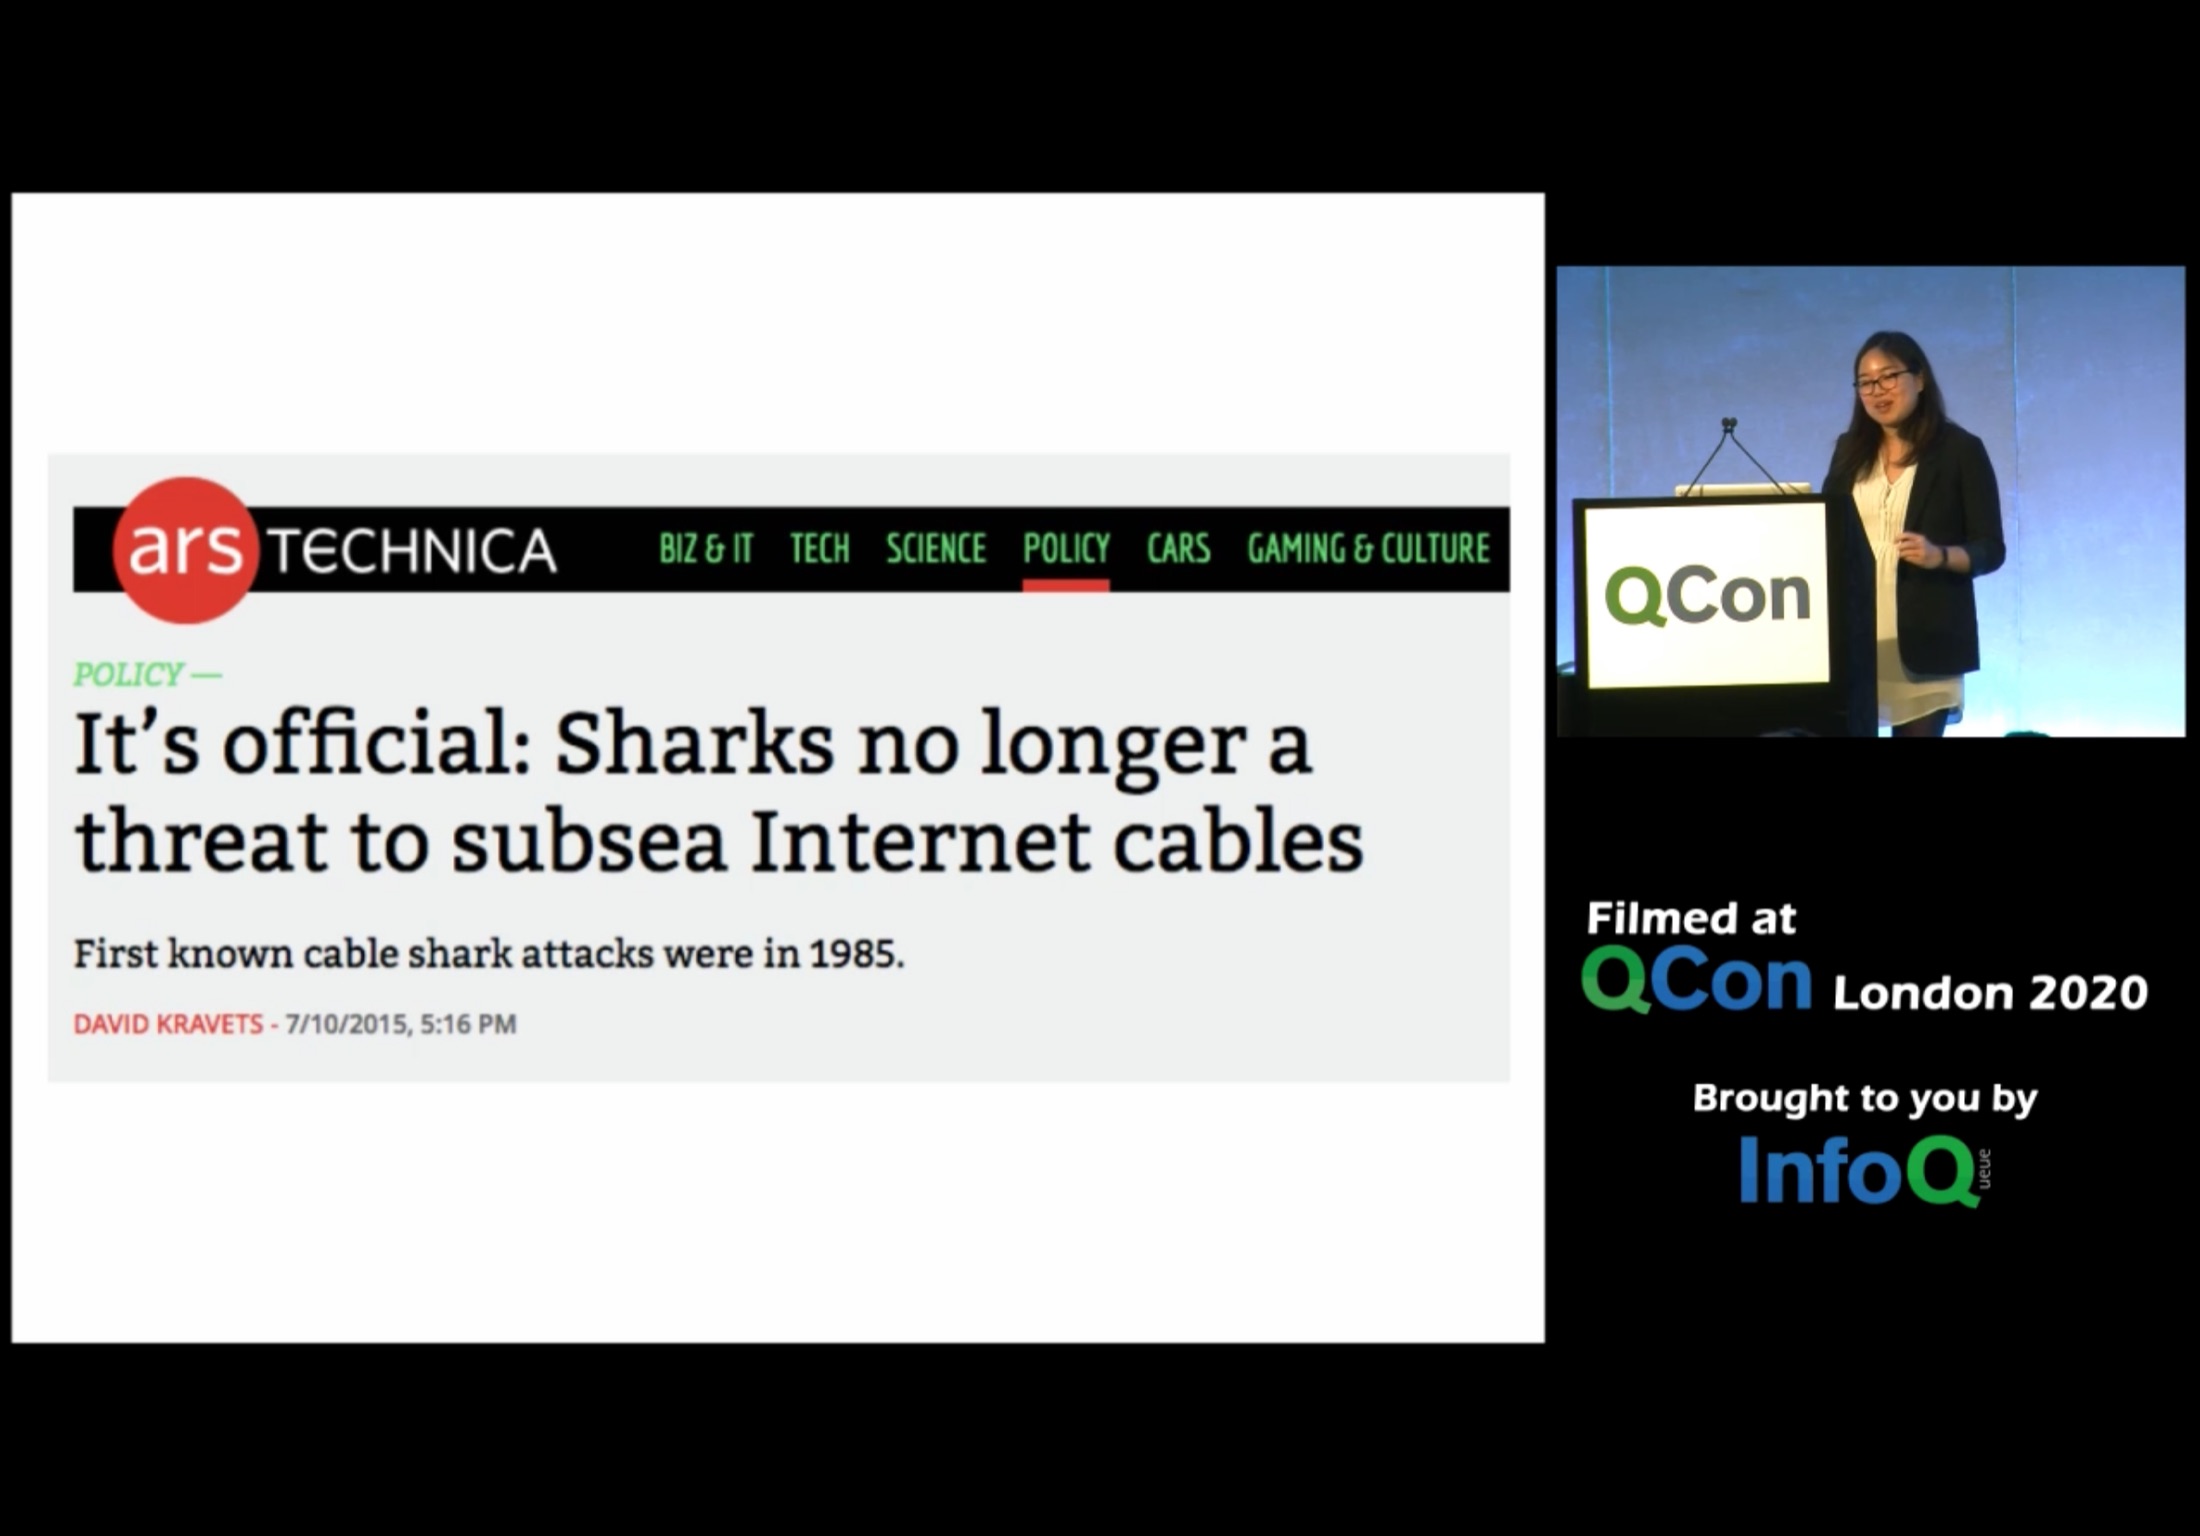 ars TECHNICA BIZ & IT TECH SCIENCE POLICY CARS GAMING & CULTURE
POLICY —
It's official: Sharks no longer a
threat to subsea Internet cables
First known cable shark attacks were in 1985.
DAVID KRAVETS - 7/10/2015, 5:16 PM
QCon
Filmed at
QCon London 2020
Brought to you by
InfoQ
ueue